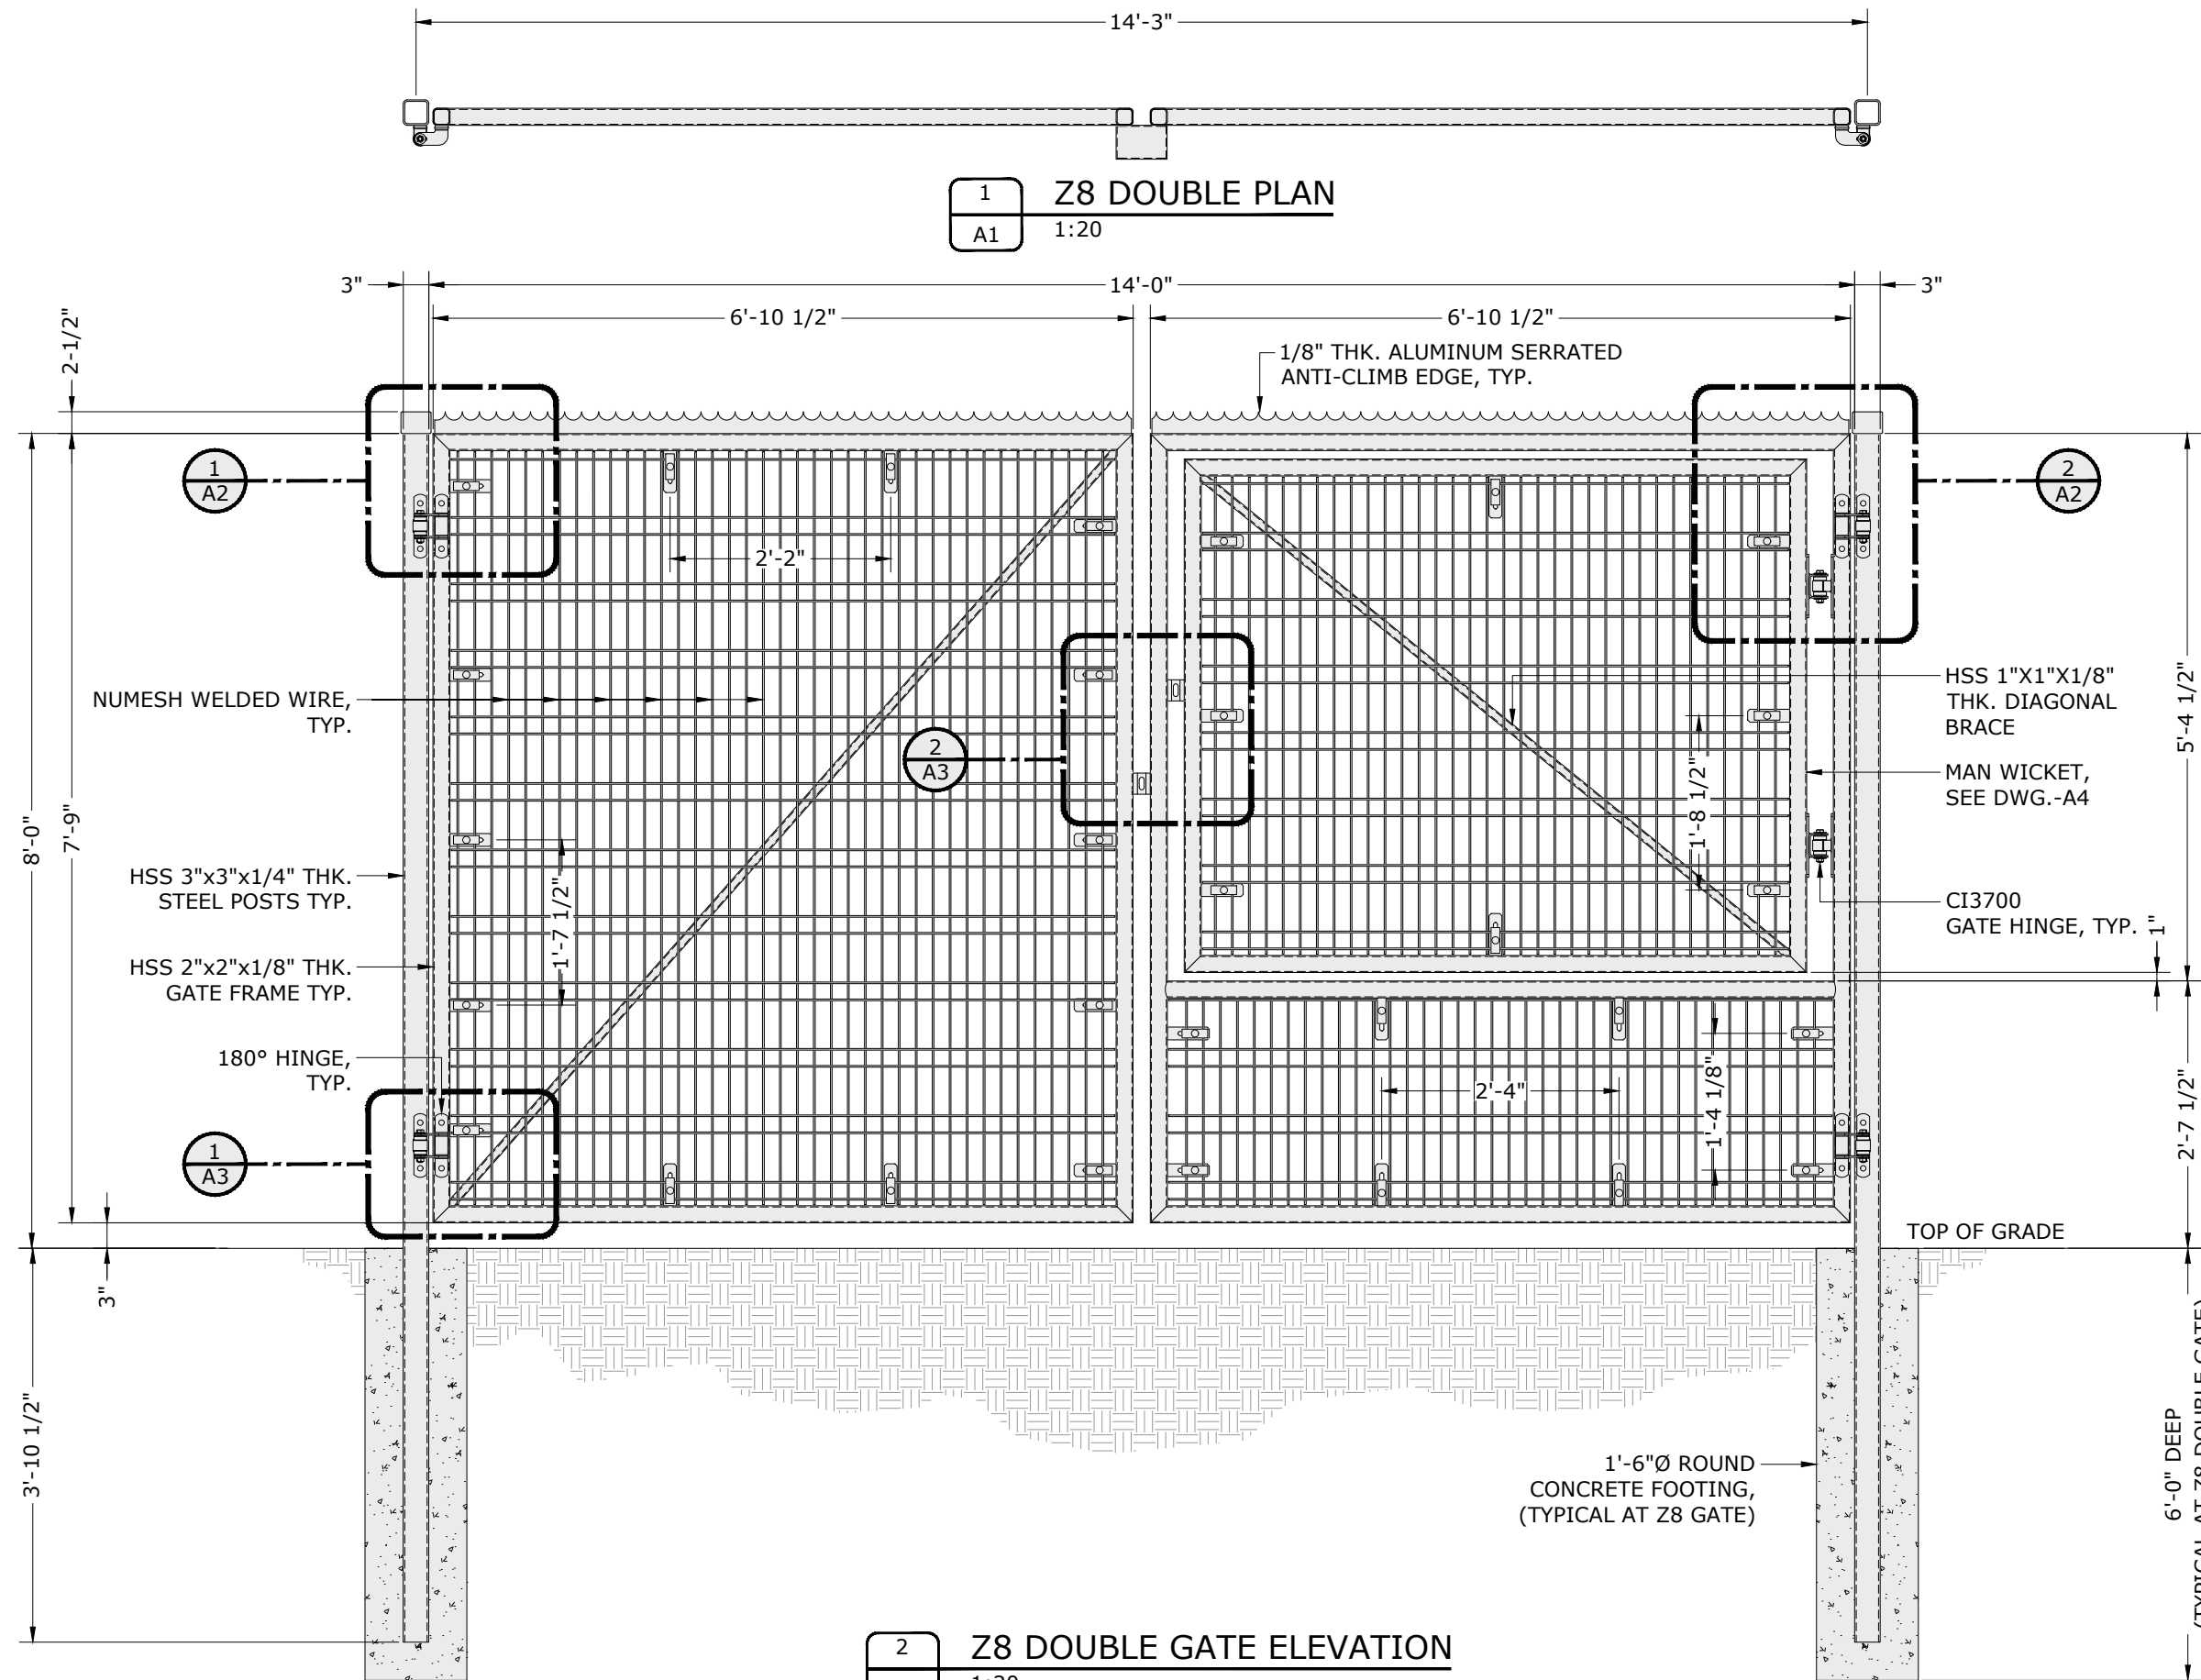 14'-3"
1
A1
Z8 DOUBLE PLAN
1:20
3"
14'-0"
3"
6'-10 1/2"
6'-10 1/2"
2-1/2"
1/8" THK. ALUMINUM SERRATED
ANTI-CLIMB EDGE, TYP.
1
A2
2
A2
2'-2"
NUMESH WELDED WIRE,
TYP.
2
A3
HSS 1"X1"X1/8"
THK. DIAGONAL
BRACE
5'-4 1/2"
MAN WICKET,
SEE DWG.-A4
1'-8 1/2"
8'-0"
7'-9"
HSS 3"x3"x1/4" THK.
STEEL POSTS TYP.
1'-7 1/2"
CI3700
GATE HINGE, TYP.
1"
HSS 2"x2"x1/8" THK.
GATE FRAME TYP.
180° HINGE,
TYP.
2'-4"
1'-4 1/8"
2'-7 1/2"
1
A3
TOP OF GRADE
3"
3'-10 1/2"
1'-6"Ø ROUND
CONCRETE FOOTING,
(TYPICAL AT Z8 GATE)
6'-0" DEEP
(TYPICAL AT Z8 DOUBLE GATE)
2
Z8 DOUBLE GATE ELEVATION
1:20